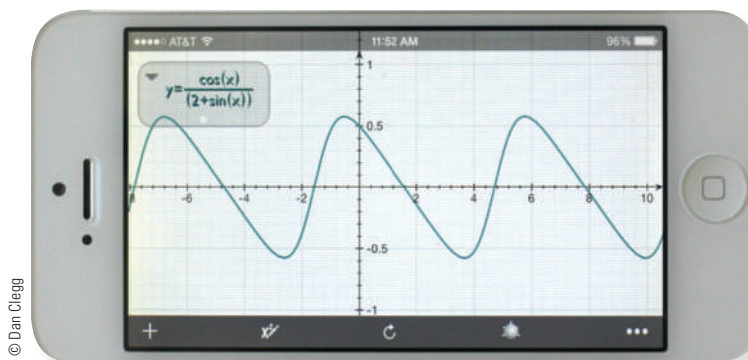 AT&T 11:52 AM 96%
y=cos(x)/(2+sin(x))
1
0.5
-8 -6 -4 -2 2 4 6 8 10
-0.5
-1
© Dan Clegg